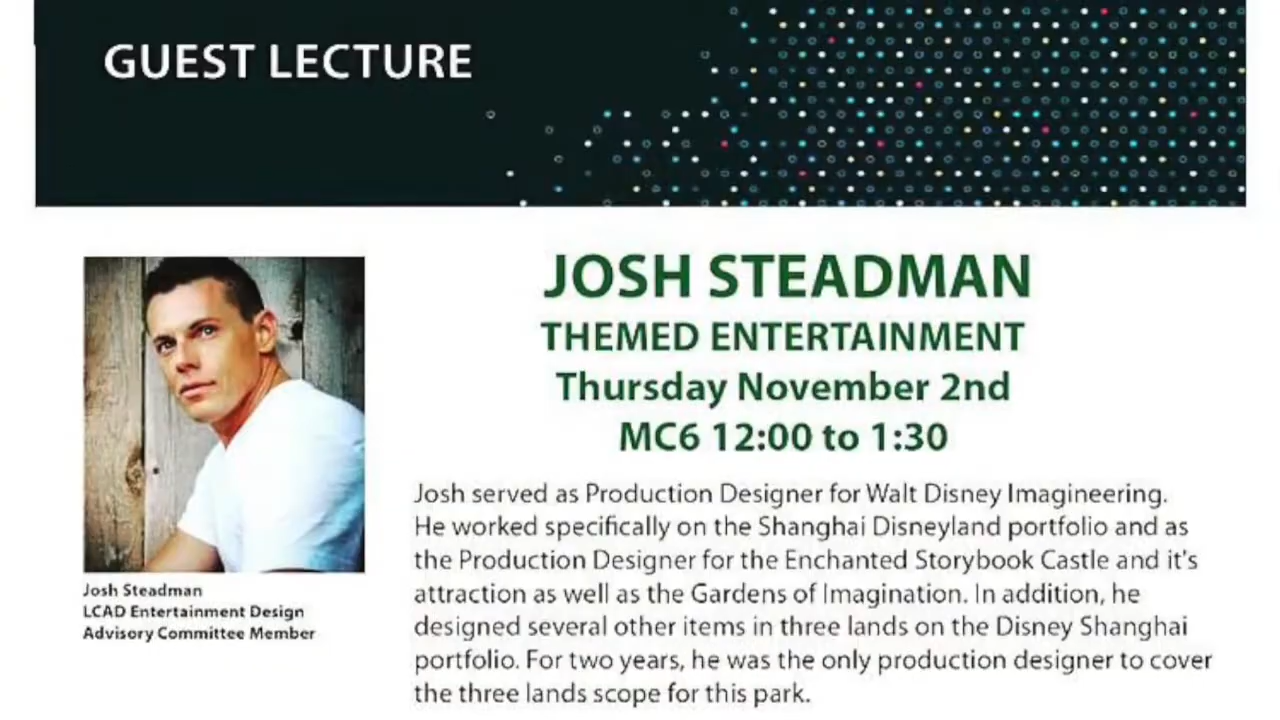 GUEST LECTURE
JOSH STEADMAN
THEMED ENTERTAINMENT
Thursday November 2nd
MC6 12:00 to 1:30
Josh Steadman
LCAD Entertainment Design
Advisory Committee Member
Josh served as Production Designer for Walt Disney Imagineering.
He worked specifically on the Shanghai Disneyland portfolio and as
the Production Designer for the Enchanted Storybook Castle and it's
attraction as well as the Gardens of Imagination. In addition, he
designed several other items in three lands on the Disney Shanghai
portfolio. For two years, he was the only production designer to cover
the three lands scope for this park.